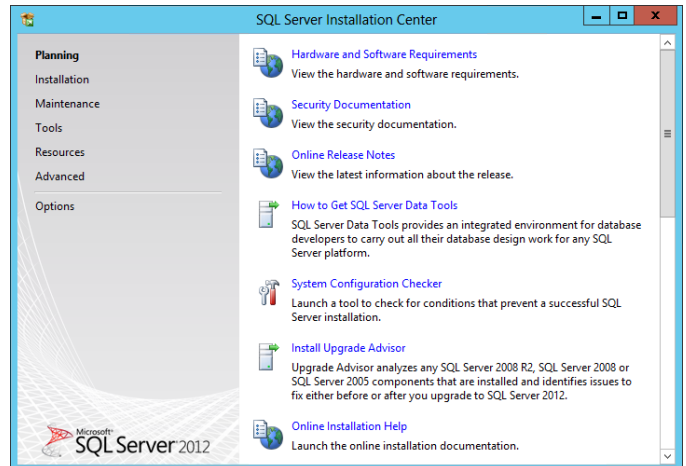 SQL Server Installation Center
Planning
Installation
Maintenance
Tools
Resources
Advanced
Options
Hardware and Software Requirements
View the hardware and software requirements.
Security Documentation
View the security documentation.
Online Release Notes
View the latest information about the release.
How to Get SQL Server Data Tools
SQL Server Data Tools provides an integrated environment for database
developers to carry out all their database design work for any SQL
Server platform.
System Configuration Checker
Launch a tool to check for conditions that prevent a successful SQL
Server installation.
Install Upgrade Advisor
Upgrade Advisor analyzes any SQL Server 2008 R2, SQL Server 2008 or
SQL Server 2005 components that are installed and identifies issues to
fix either before or after you upgrade to SQL Server 2012.
Online Installation Help
Launch the online installation documentation.
Microsoft®
SQL Server 2012